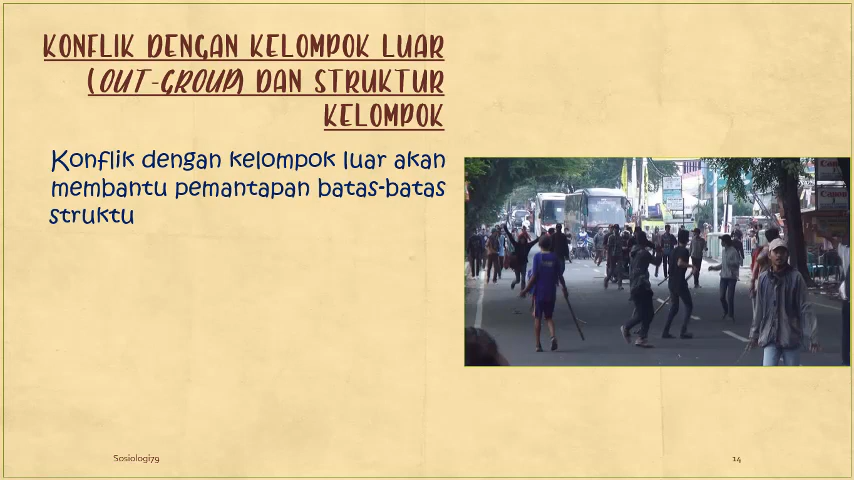 KONFLIK DENGAN KELOMPOK LUAR
(OUT-GROUP) DAN STRUKTUR
KELOMPOK
Konflik dengan kelompok luar akan
membantu pemantapan batas-batas
struktu
Sosiologi79
14